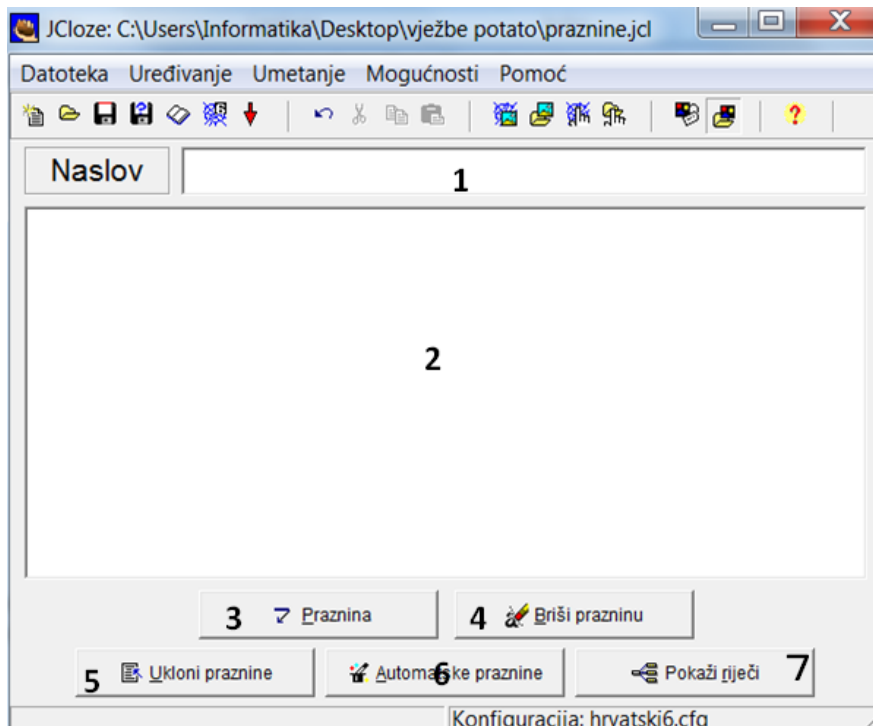 JCloze: C:\Users\Informatika\Desktop\vježbe potato\praznine.jcl
Datoteka Uređivanje Umetanje Mogućnosti Pomoć
Naslov 1
2
3 Praznina 4 Briši prazninu
5 Ukloni praznine Automatske praznine 6 Pokaži riječi 7
Konfiguracija: hrvatski6.cfg